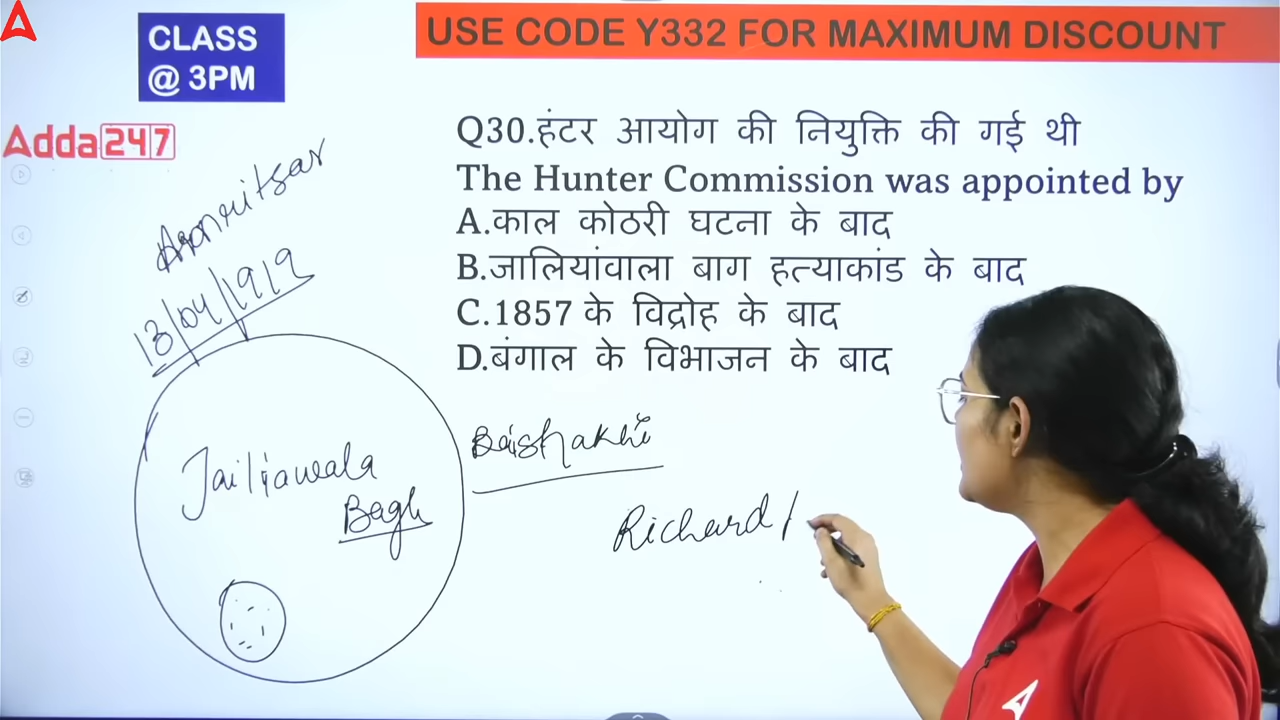 CLASS
@ 3PM
USE CODE Y332 FOR MAXIMUM DISCOUNT
Adda247
Q30.हंटर आयोग की नियुक्ति की गई थी
The Hunter Commission was appointed by
A.काल कोठरी घटना के बाद
B.जालियांवाला बाग हत्याकांड के बाद
C.1857 के विद्रोह के बाद
D.बंगाल के विभाजन के बाद
Amritsar
13/04/1919
Jailiawala
Bagh
Baishakhi
Richard